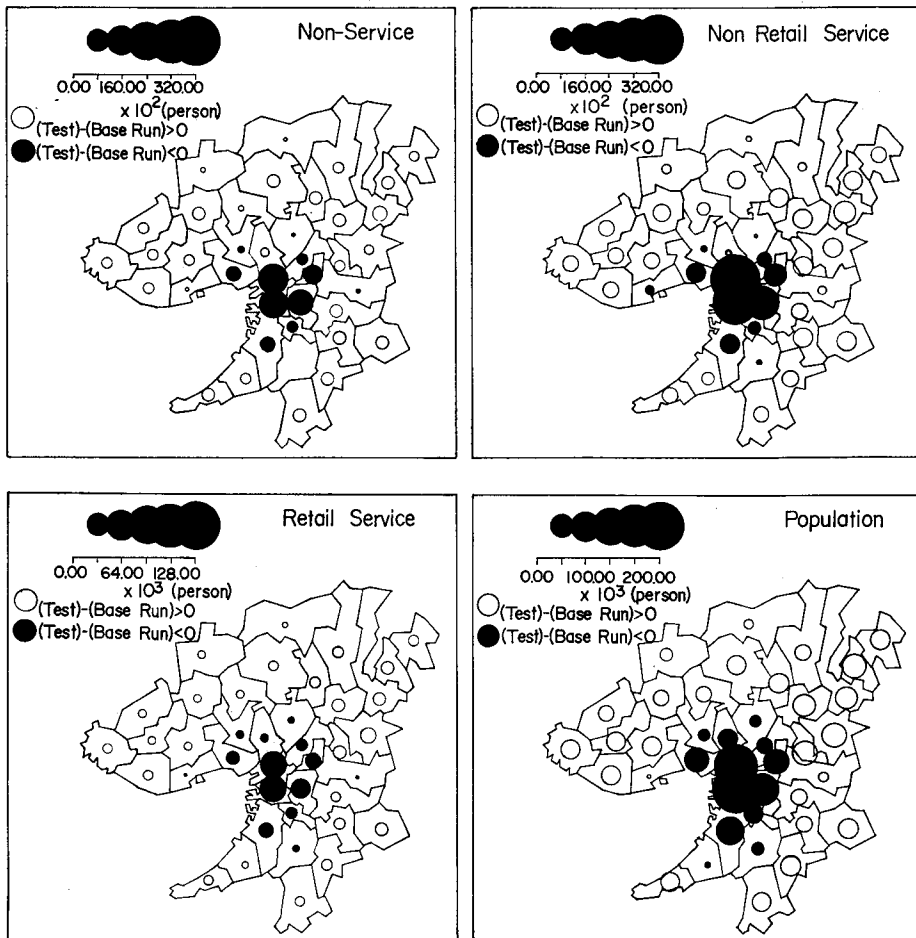 Non-Service
0.00 160.00 320.00
x 10² (person)
(Test)-(Base Run)>0
(Test)-(Base Run)<0
Non Retail Service
0.00 160.00 320.00
x 10² (person)
(Test)-(Base Run)>0
(Test)-(Base Run)<0
Retail Service
0.00 64.00 128.00
x 10³ (person)
(Test)-(Base Run)>0
(Test)-(Base Run)<0
Population
0.00 100.00 200.00
x 10³ (person)
(Test)-(Base Run)>0
(Test)-(Base Run)<0